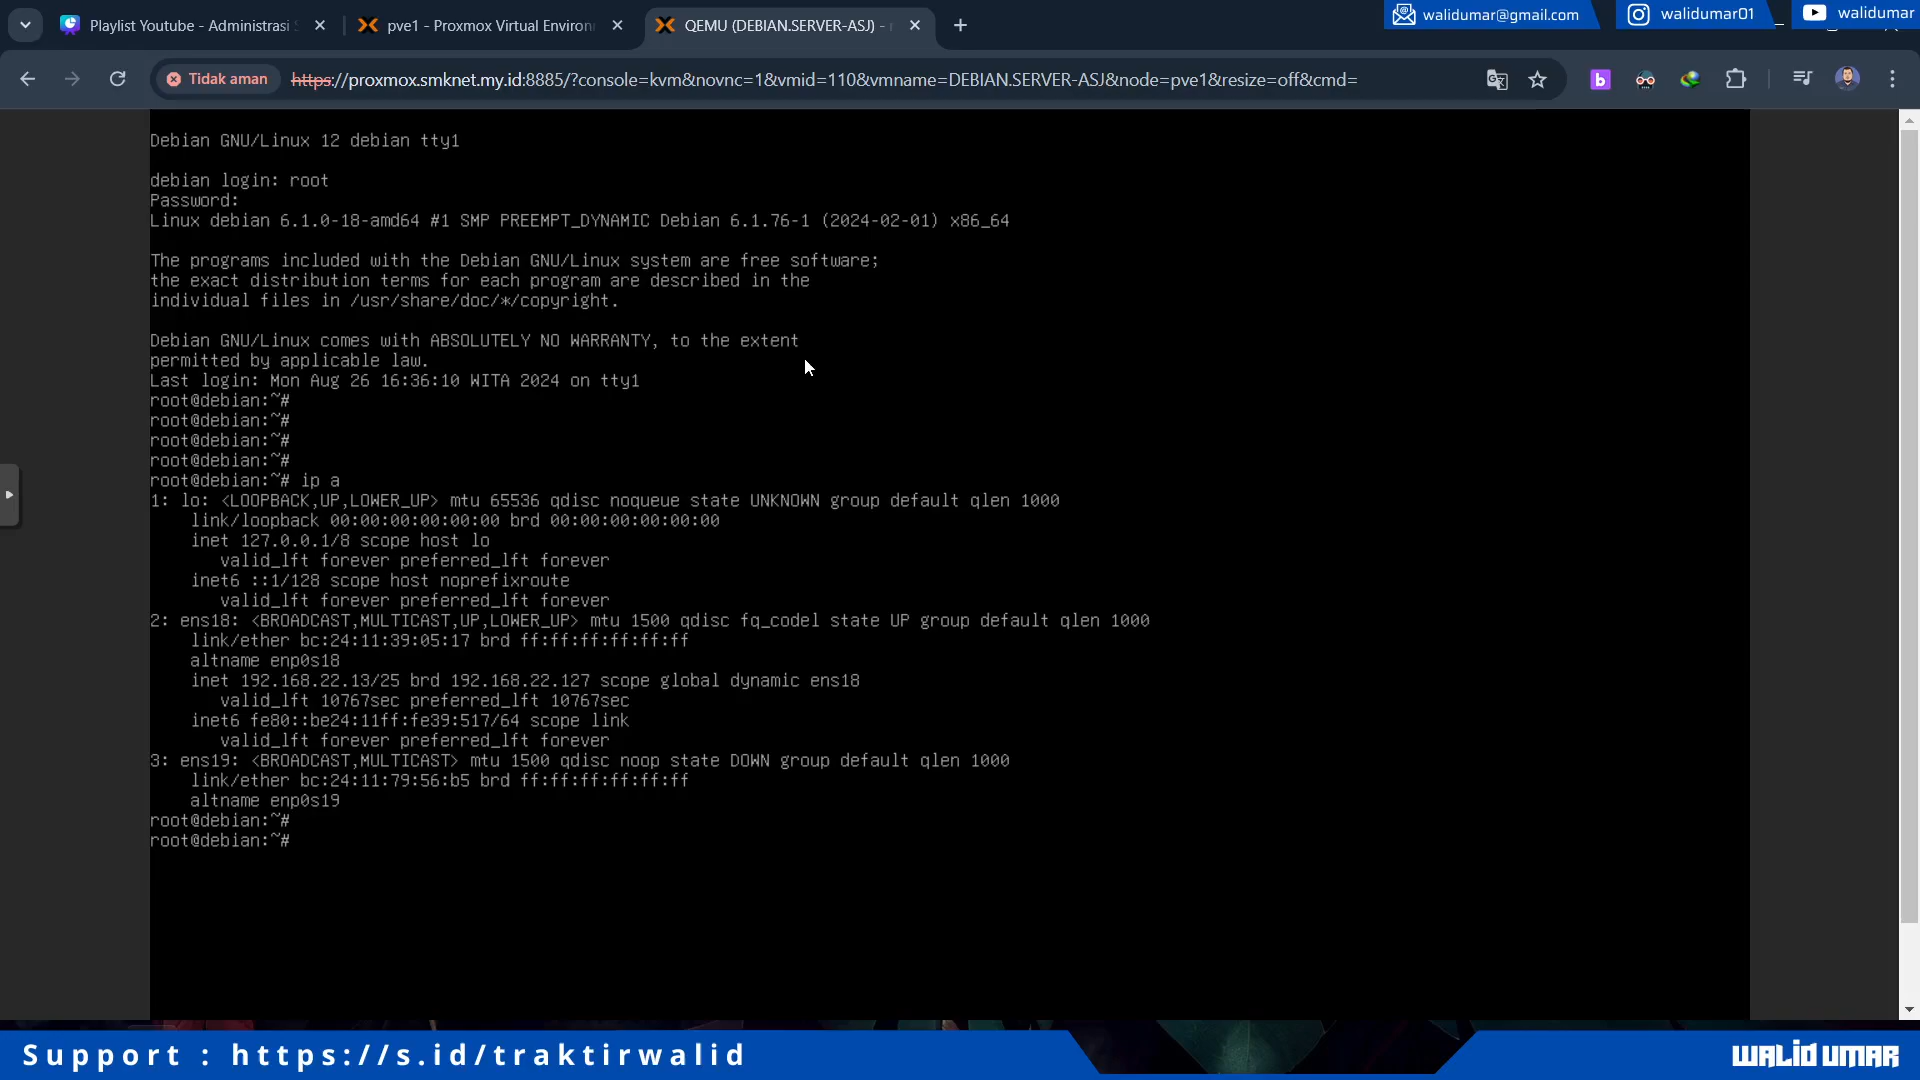 Playlist Youtube - Administrasi S
pve1 - Proxmox Virtual Environm
QEMU (DEBIAN.SERVER-ASJ) -
walidumar@gmail.com
walidumar01
walidumar
Tidak aman
https://proxmox.smknet.my.id:8885/?console=kvm&novnc=1&vmid=110&vmname=DEBIAN.SERVER-ASJ&node=pve1&resize=off&cmd=
Debian GNU/Linux 12 debian tty1
debian login: root
Password:
Linux debian 6.1.0-18-amd64 #1 SMP PREEMPT_DYNAMIC Debian 6.1.76-1 (2024-02-01) x86_64
The programs included with the Debian GNU/Linux system are free software;
the exact distribution terms for each program are described in the
individual files in /usr/share/doc/*/copyright.
Debian GNU/Linux comes with ABSOLUTELY NO WARRANTY, to the extent
permitted by applicable law.
Last login: Mon Aug 26 16:36:10 WITA 2024 on tty1
root@debian:~#
root@debian:~#
root@debian:~#
root@debian:~#
root@debian:~# ip a
1: lo: <LOOPBACK,UP,LOWER_UP> mtu 65536 qdisc noqueue state UNKNOWN group default qlen 1000
link/loopback 00:00:00:00:00:00 brd 00:00:00:00:00:00
inet 127.0.0.1/8 scope host lo
valid_lft forever preferred_lft forever
inet6 ::1/128 scope host noprefixroute
valid_lft forever preferred_lft forever
2: ens18: <BROADCAST,MULTICAST,UP,LOWER_UP> mtu 1500 qdisc fq_codel state UP group default qlen 1000
link/ether bc:24:11:39:05:17 brd ff:ff:ff:ff:ff:ff
altname enp0s18
inet 192.168.22.13/25 brd 192.168.22.127 scope global dynamic ens18
valid_lft 10767sec preferred_lft 10767sec
inet6 fe80::be24:11ff:fe39:517/64 scope link
valid_lft forever preferred_lft forever
3: ens19: <BROADCAST,MULTICAST> mtu 1500 qdisc noop state DOWN group default qlen 1000
link/ether bc:24:11:79:56:b5 brd ff:ff:ff:ff:ff:ff
altname enp0s19
root@debian:~#
root@debian:~#
Support : https://s.id/traktirwalid
WALID UMAR